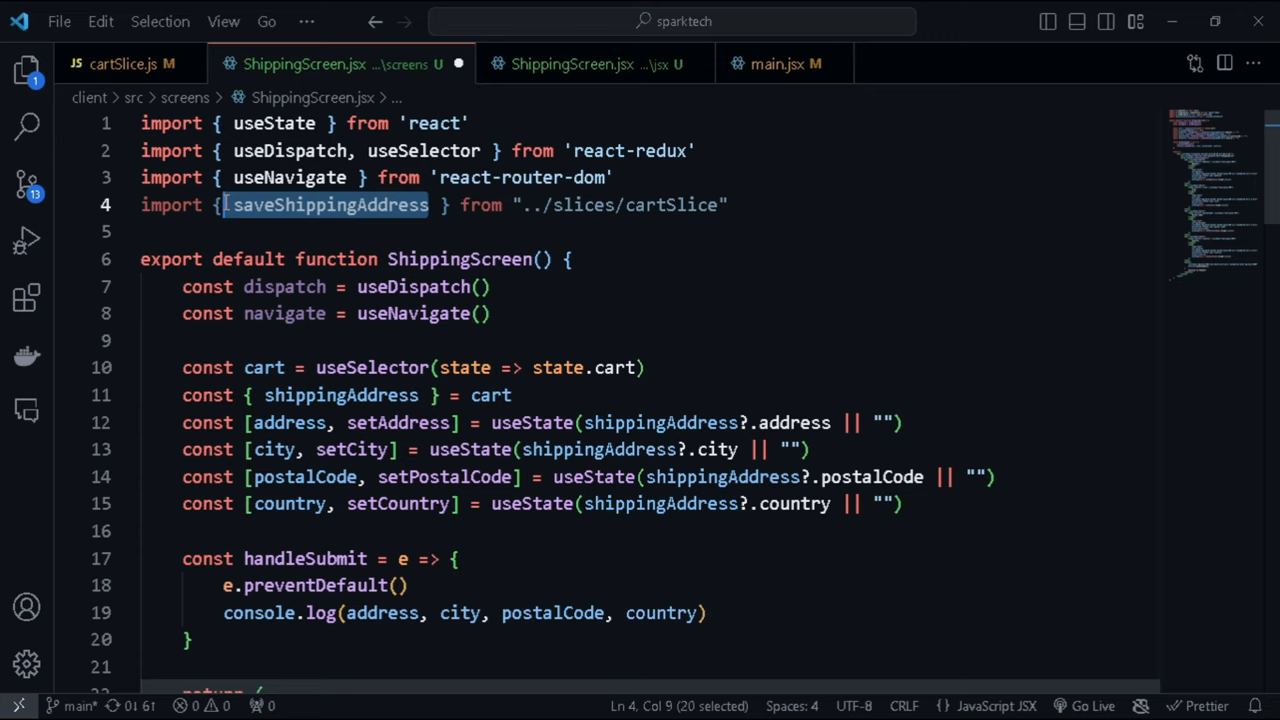 File Edit Selection View Go ··· sparktech
JS cartSlice.js M ShippingScreen.jsx ...\screens U ShippingScreen.jsx ...\jsx U main.jsx M
client > src > screens > ShippingScreen.jsx > ...
1 import { useState } from 'react'
2 import { useDispatch, useSelector } from 'react-redux'
3 import { useNavigate } from 'react-router-dom'
4 import { saveShippingAddress } from "../slices/cartSlice"
5
6 export default function ShippingScreen() {
7 const dispatch = useDispatch()
8 const navigate = useNavigate()
9
10 const cart = useSelector(state => state.cart)
11 const { shippingAddress } = cart
12 const [address, setAddress] = useState(shippingAddress?.address || "")
13 const [city, setCity] = useState(shippingAddress?.city || "")
14 const [postalCode, setPostalCode] = useState(shippingAddress?.postalCode || "")
15 const [country, setCountry] = useState(shippingAddress?.country || "")
16
17 const handleSubmit = e => {
18 e.preventDefault()
19 console.log(address, city, postalCode, country)
20 }
21
22 return (
1
13
main* 0↓ 6↑ 0 0 0 Ln 4, Col 9 (20 selected) Spaces: 4 UTF-8 CRLF {} JavaScript JSX Go Live Prettier